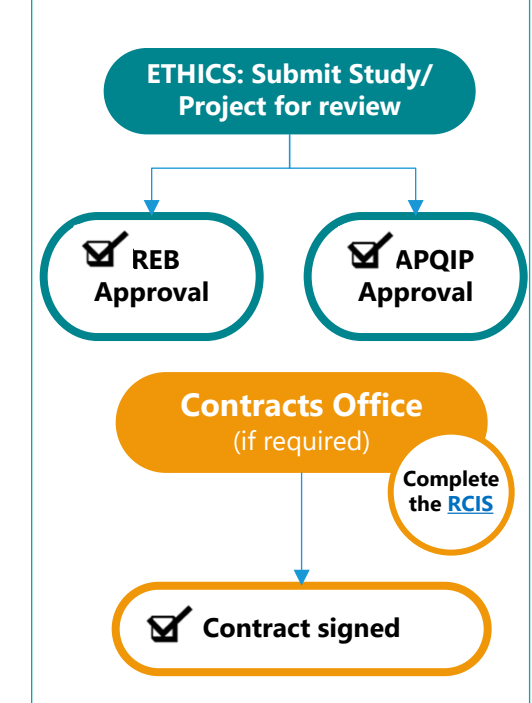 ETHICS: Submit Study/
Project for review
REB
Approval
APQIP
Approval
Contracts Office
(if required)
Complete
the RCIS
Contract signed